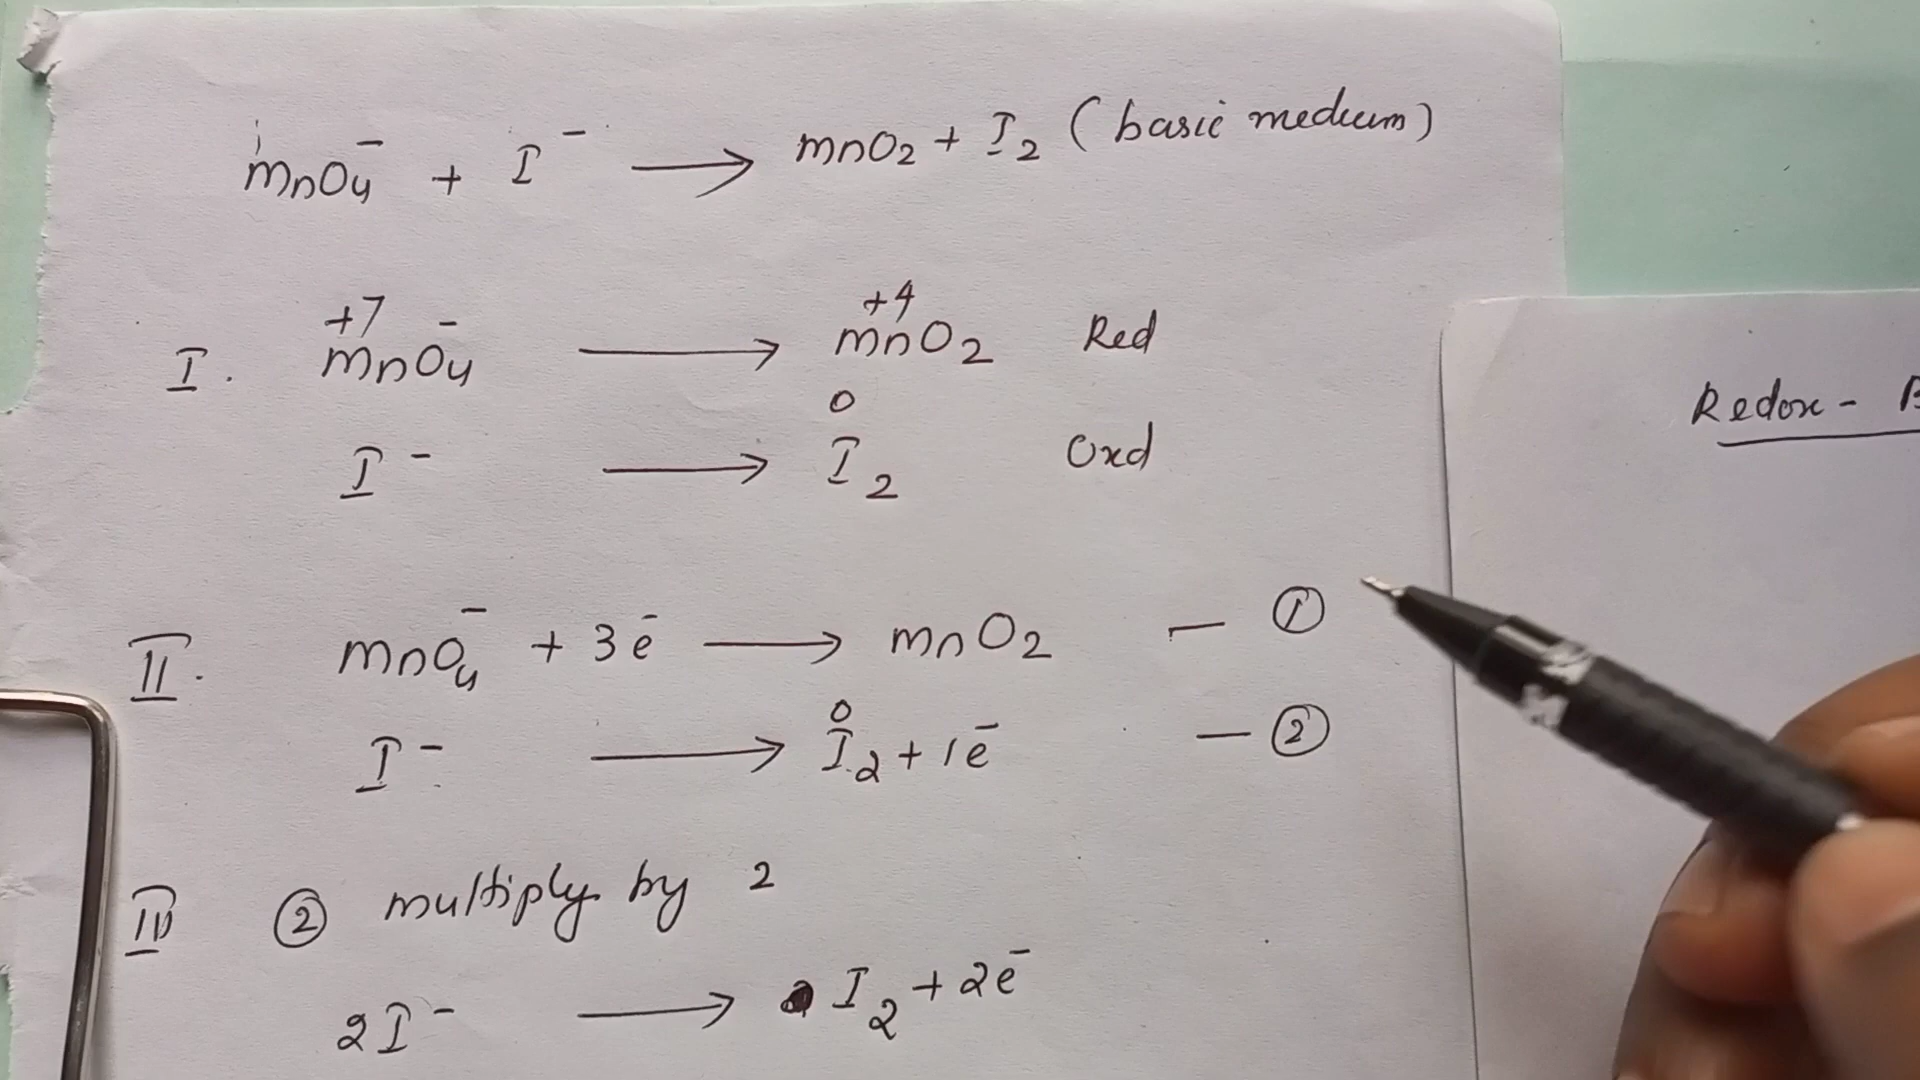 MnO4⁻ + I⁻ ⟶ mnO2 + I2 (basic medium)
+7 +4
I. MnO4⁻ ⟶ mnO2 Red
0
I⁻ ⟶ I2 Oxd
Redox -
II. mnO4⁻ + 3e⁻ ⟶ mnO2 — ①
0
I⁻ ⟶ I2 + 1e⁻ — ②
III ② multiply by 2
2I⁻ ⟶ I2 + 2e⁻